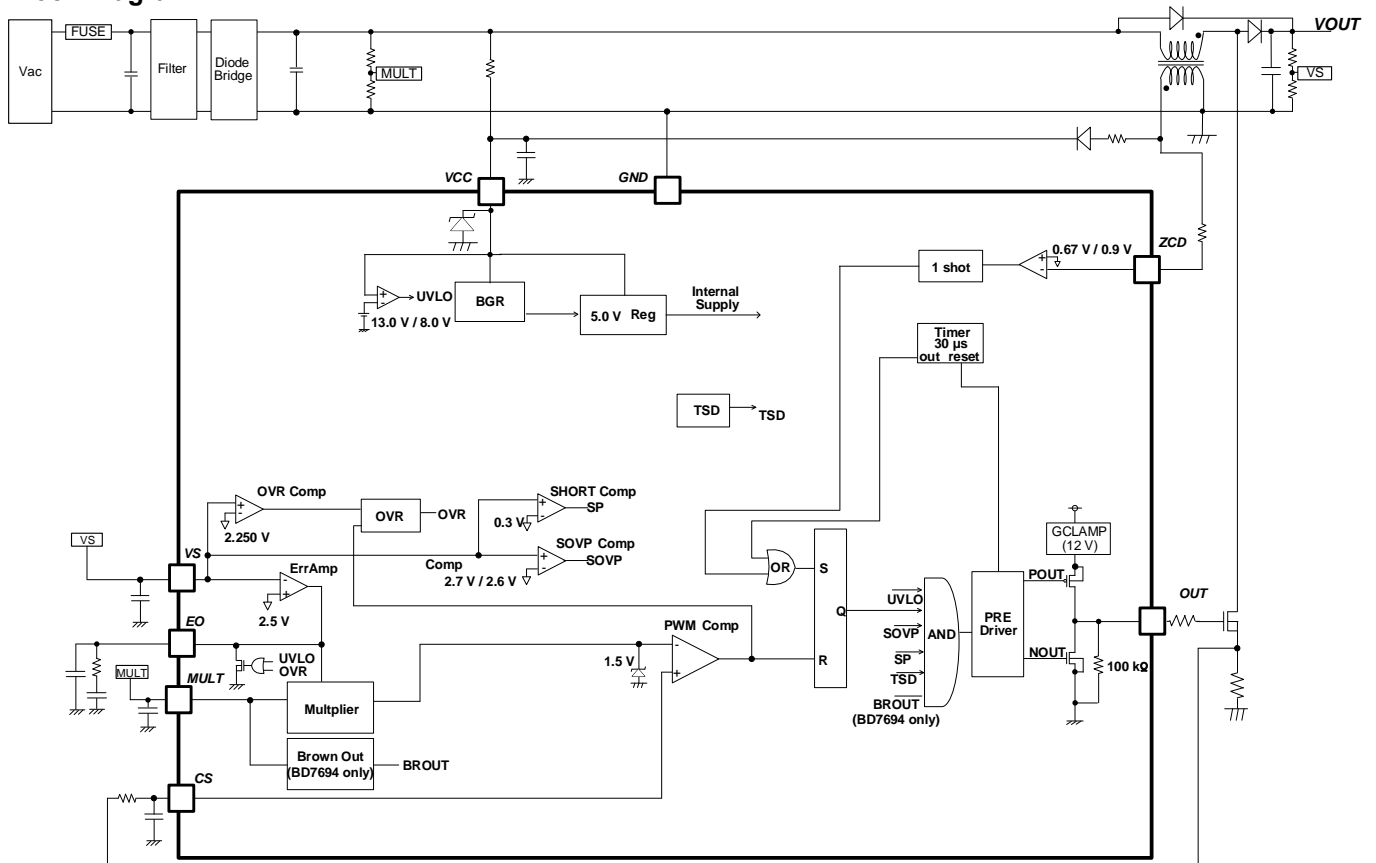 FUSE
VOUT
Vac
Filter
Diode
Bridge
MULT
VS
VCC
GND
ZCD
0.67 V / 0.9 V
1 shot
UVLO
BGR
13.0 V / 8.0 V
5.0 V Reg
Internal
Supply
Timer
30 µs
out reset
TSD
TSD
OVR Comp
OVR
OVR
2.250 V
SHORT Comp
SP
0.3 V
SOVP Comp
SOVP
Comp
2.7 V / 2.6 V
GCLAMP
(12 V)
VS
VS
ErrAmp
2.5 V
OR
S
Q
R
UVLO
SOVP
SP
TSD
BROUT
(BD7694 only)
AND
PRE
Driver
POUT
NOUT
OUT
100 kΩ
EO
UVLO
OVR
MULT
MULT
Multplier
1.5 V
PWM Comp
Brown Out
(BD7694 only)
BROUT
CS